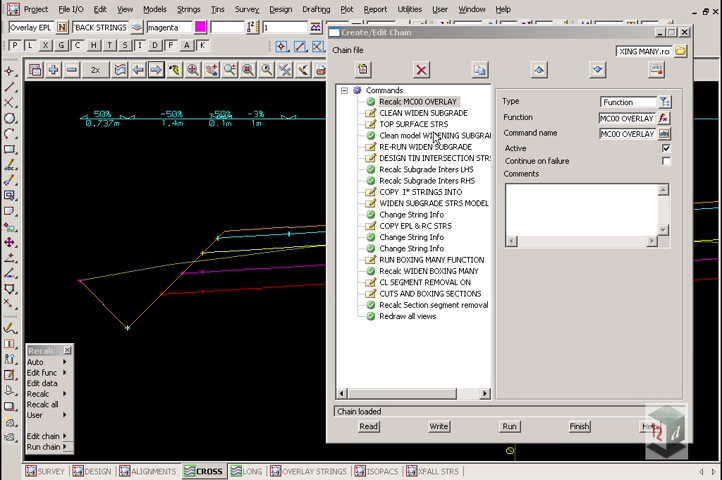 Project File I/O Edit View Models Strings Tins Survey Design Drafting Plot Report Utilities User Window Help
Overlay EPL 'BACK STRINGS magenta 1
P L N C D F A K
2x
50% -50% -3%
0.737m 1.4m 0.1m -1m
Create/Edit Chain
Chain file
XING MANY.
Commands
Recalc MC00 OVERLAY
CLEAN WIDEN SUBGRADE
TOP SURFACE STRS
Clean model WIDENING SUBGRA
RE-RUN WIDEN SUBGRADE
DESIGN TIN INTERSECTION STRS
Recalc Subgrade Inters LHS
Recalc Subgrade Inters RHS
COPY I* STRINGS INTO
WIDEN SUBGRADE STRS MODEL
Change String Info
COPY EPL & RC STRS
Change String Info
Change String Info
RUN BOXING MANY FUNCTION
Recalc WIDEN BOXING MANY
CL SEGMENT REMOVAL ON
CUTS AND BOXING SECTIONS
Recalc Section segment removal
Redraw all views
Type Function
Function MC00 OVERLAY
Command name MC00 OVERLAY
Active
Continue on failure
Comments
Chain loaded
Read Write Run Finish Help
Recalc
Auto
Edit func
Edit data
Recalc
Recalc all
User
Edit chain
Run chain
12d
SURVEY DESIGN ALIGNMENTS CROSS LONG OVERLAY STRINGS ISOPACS XFALL STRS